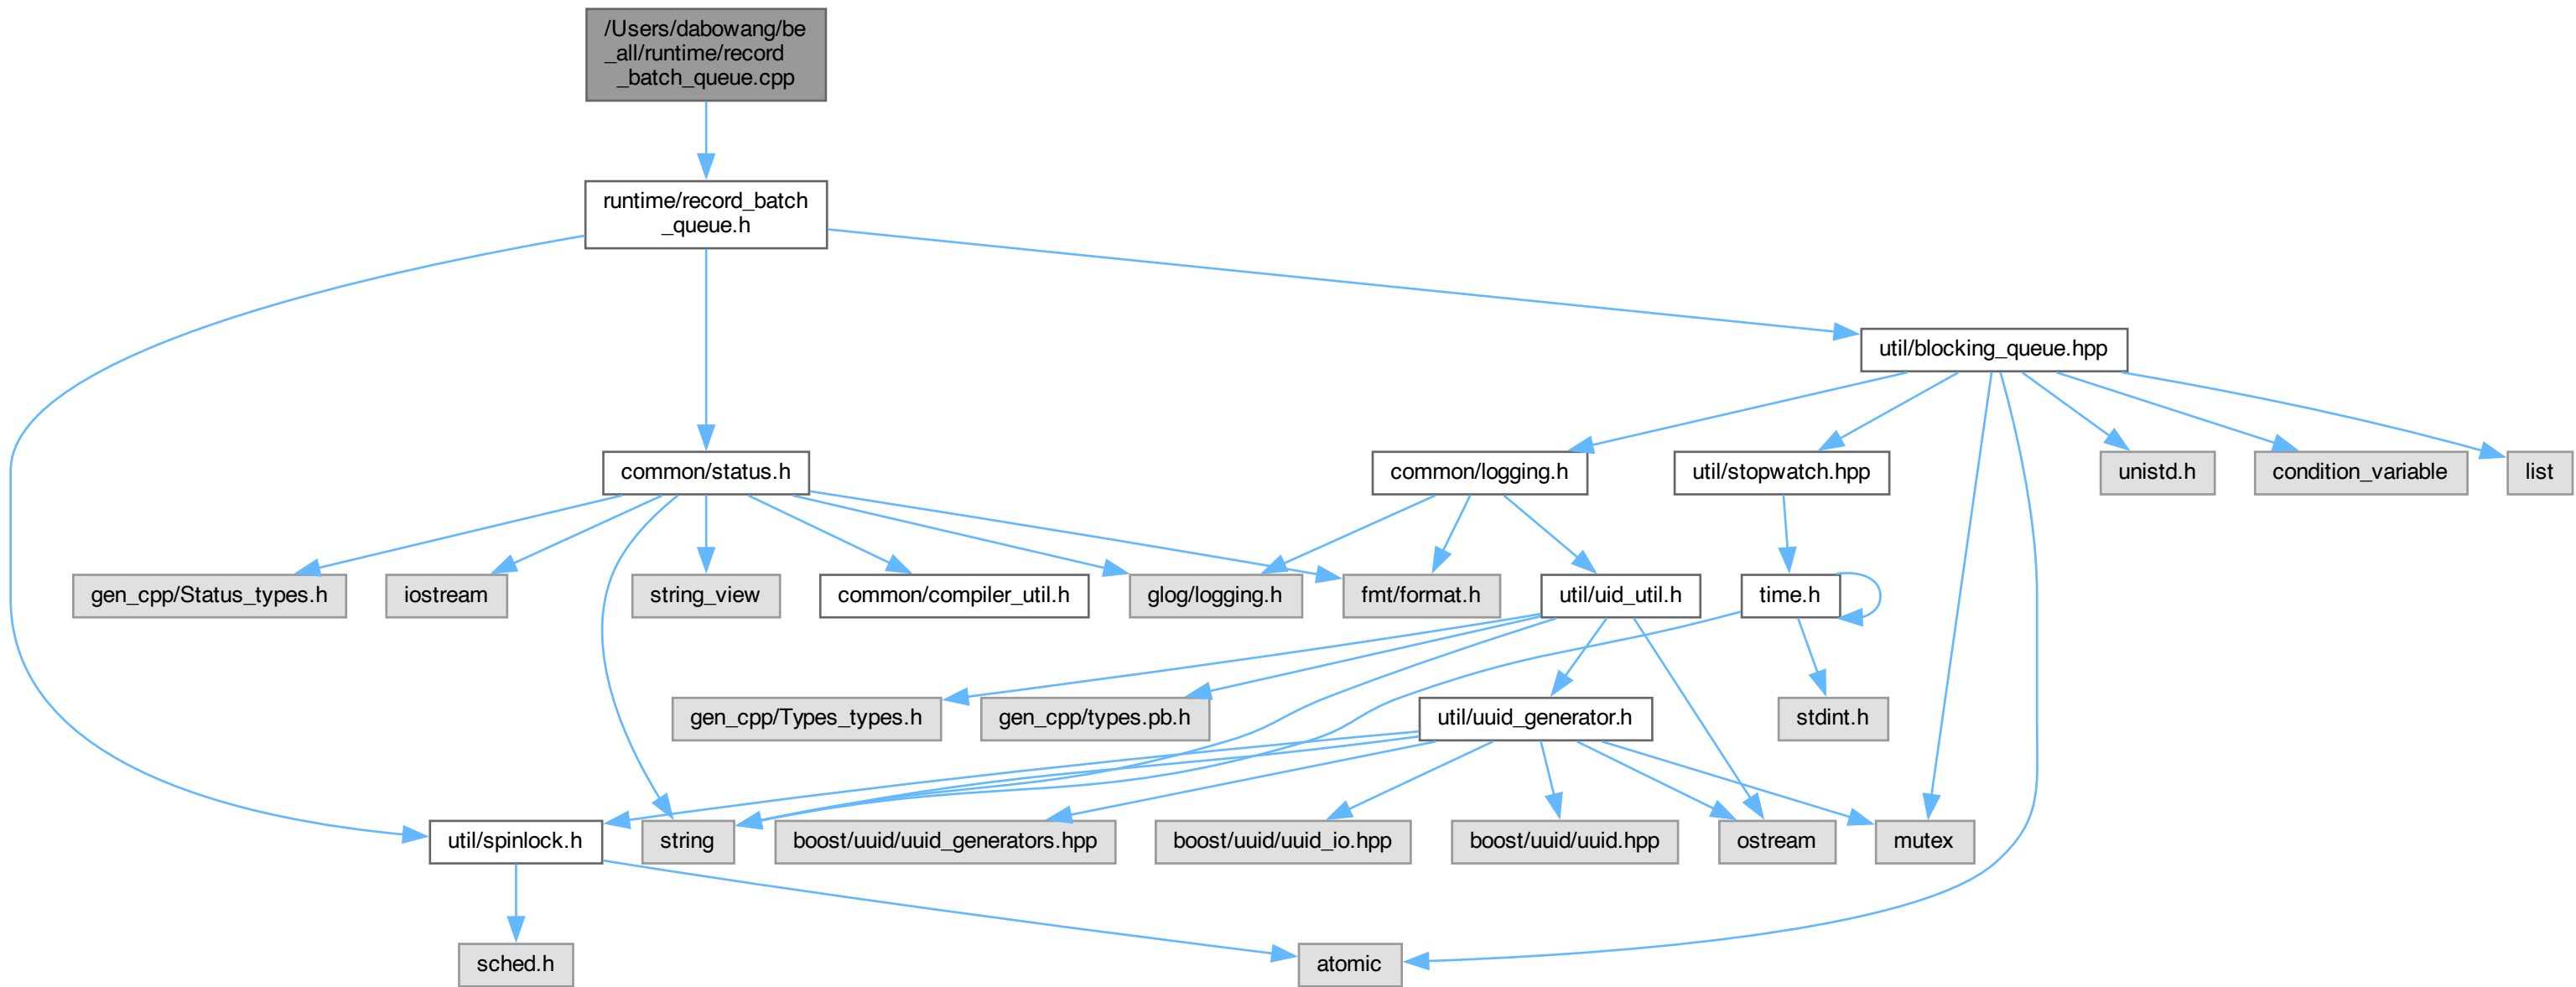 /Users/dabowang/be
_all/runtime/record
_batch_queue.cpp
runtime/record_batch
_queue.h
util/blocking_queue.hpp
common/status.h
common/logging.h
util/stopwatch.hpp
unistd.h
condition_variable
list
gen_cpp/Status_types.h
iostream
string_view
common/compiler_util.h
glog/logging.h
fmt/format.h
util/uid_util.h
time.h
gen_cpp/Types_types.h
gen_cpp/types.pb.h
util/uuid_generator.h
stdint.h
util/spinlock.h
string
boost/uuid/uuid_generators.hpp
boost/uuid/uuid_io.hpp
boost/uuid/uuid.hpp
ostream
mutex
sched.h
atomic